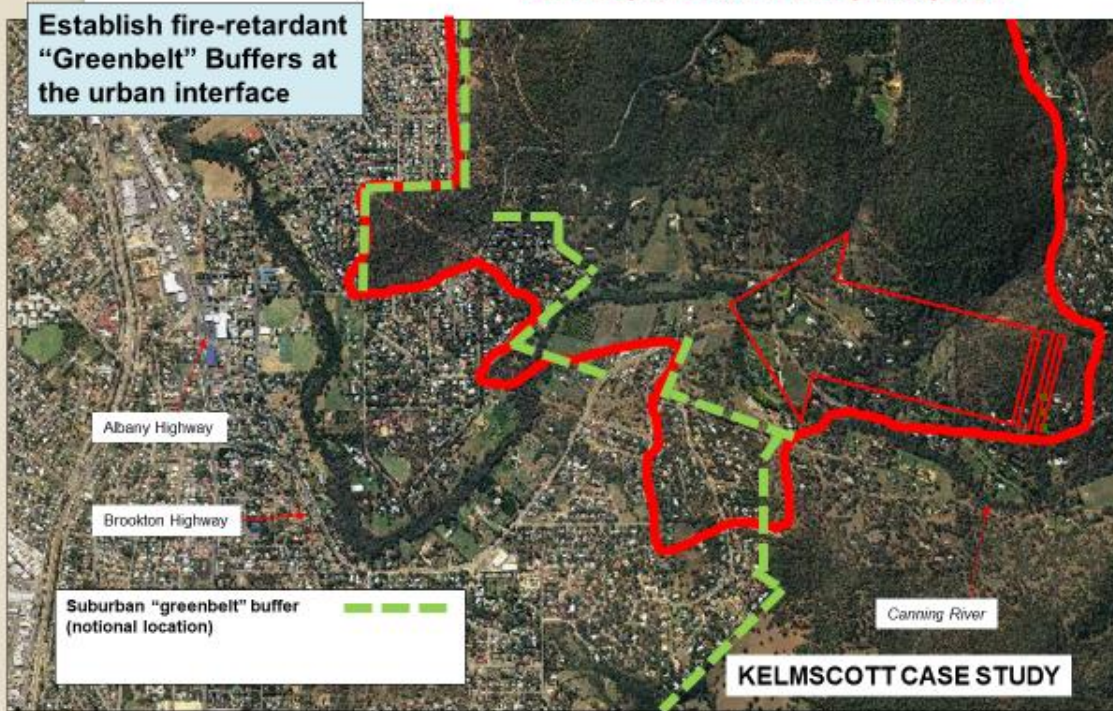 Establish fire-retardant
“Greenbelt” Buffers at
the urban interface
Albany Highway
Brookton Highway
Suburban “greenbelt” buffer
(notional location)
Canning River
KELMSCOTT CASE STUDY